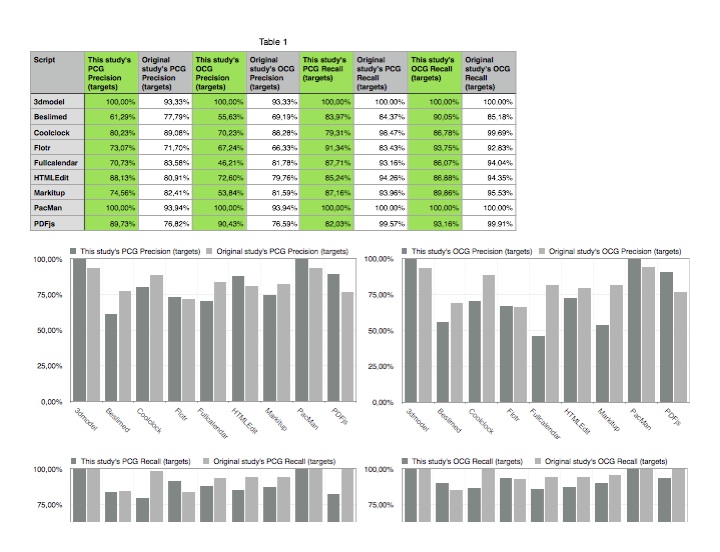 Table 1
Script This study's PCG Precision (targets) Original study's PCG Precision (targets) This study's OCG Precision (targets) Original study's OCG Precision (targets) This study's PCG Recall (targets) Original study's PCG Recall (targets) This study's OCG Recall (targets) Original study's OCG Recall (targets)
3dmodel 100,00% 93,33% 100,00% 93,33% 100,00% 100.00% 100,00% 100.00%
Beslimed 61,29% 77,79% 55,63% 69,19% 83,97% 84.37% 90,05% 85.18%
Coolclock 80,23% 89,08% 70,23% 88,28% 79,31% 98.47% 86,78% 99.69%
Flotr 73,07% 71,70% 67,24% 66,33% 91,34% 83.43% 93,75% 92.83%
Fullcalendar 70,73% 83,58% 46,21% 81,78% 87,71% 93.16% 86,07% 94.04%
HTMLEdit 88,13% 80,91% 72,60% 79,76% 85,24% 94.26% 86,88% 94.35%
Markitup 74,56% 82,41% 53,84% 81,59% 87,16% 93.96% 89,86% 95.53%
PacMan 100,00% 93,94% 100,00% 93,94% 100,00% 100.00% 100,00% 100.00%
PDFjs 89,73% 76,82% 90,43% 76,59% 82,03% 99.57% 93,16% 99.91%
This study's PCG Precision (targets) Original study's PCG Precision (targets)
100,00%
75,00%
50,00%
25,00%
0,00%
3dmodel Beslimed Coolclock Flotr Fullcalendar HTMLEdit Markitup PacMan PDFjs
This study's OCG Precision (targets) Original study's OCG Precision (targets)
100,00%
75,00%
50,00%
25,00%
0,00%
3dmodel Beslimed Coolclock Flotr Fullcalendar HTMLEdit Markitup PacMan PDFjs
This study's PCG Recall (targets) Original study's PCG Recall (targets)
100,00%
75,00%
This study's OCG Recall (targets) Original study's OCG Recall (targets)
100,00%
75,00%